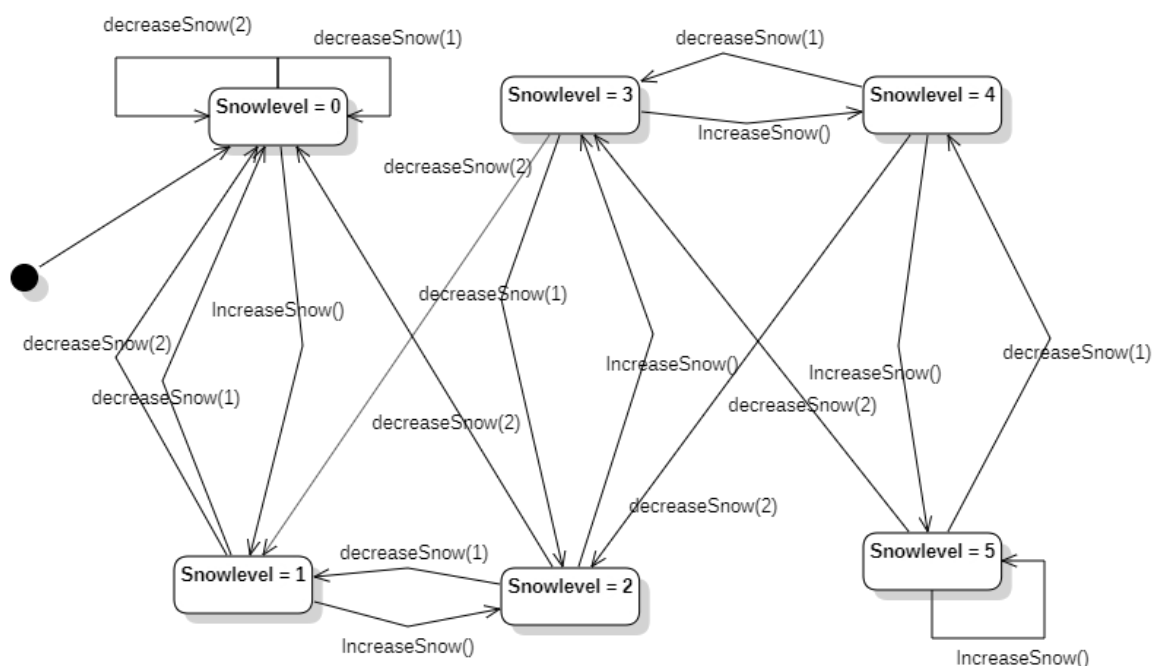 decreaseSnow(2)
decreaseSnow(1)
decreaseSnow(1)
Snowlevel = 0
Snowlevel = 3
Snowlevel = 4
IncreaseSnow()
decreaseSnow(2)
decreaseSnow(1)
IncreaseSnow()
decreaseSnow(2)
decreaseSnow(1)
IncreaseSnow()
IncreaseSnow()
decreaseSnow(1)
decreaseSnow(2)
decreaseSnow(2)
decreaseSnow(2)
decreaseSnow(1)
Snowlevel = 1
Snowlevel = 2
Snowlevel = 5
IncreaseSnow()
IncreaseSnow()